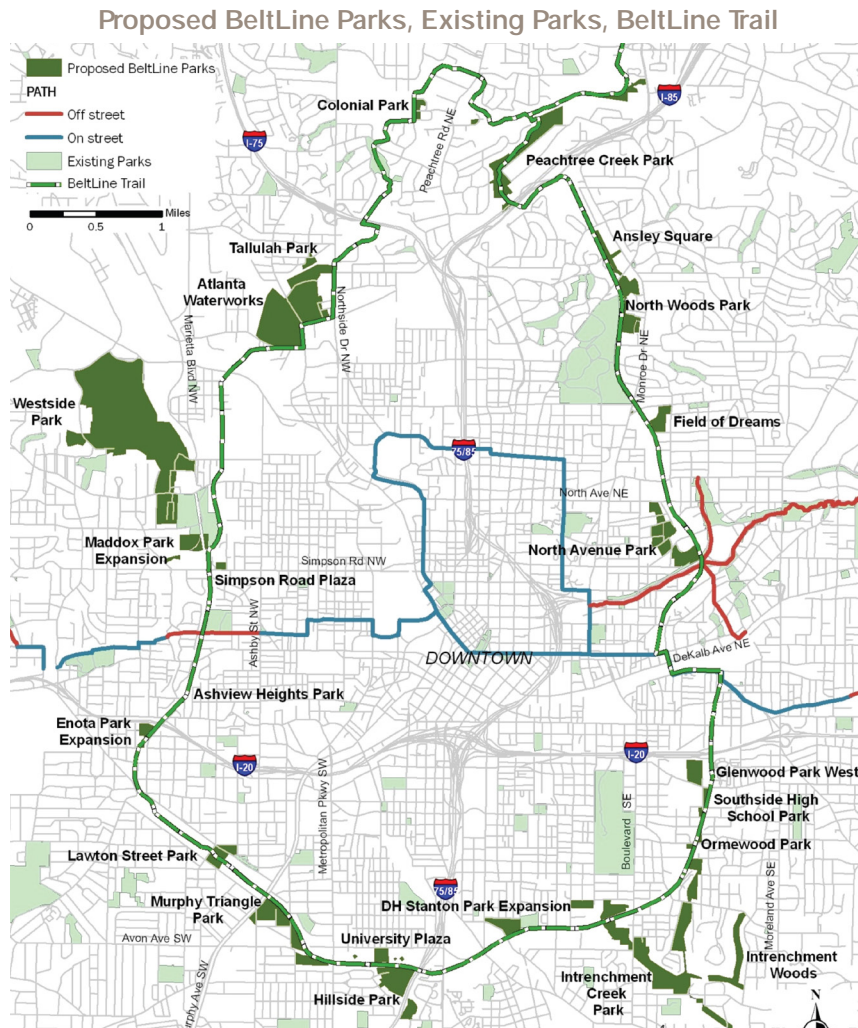 Proposed BeltLine Parks, Existing Parks, BeltLine Trail
Proposed BeltLine Parks
PATH
Off street
On street
Existing Parks
BeltLine Trail
Miles
0 0.5 1
I-75
I-85
Colonial Park
Peachtree Rd NE
Peachtree Creek Park
Ansley Square
Tallulah Park
Atlanta
Waterworks
Northside Dr NW
North Woods Park
Marietta Blvd NW
Monroe Dr NE
Westside
Park
Field of Dreams
75/85
North Ave NE
North Avenue Park
Maddox Park
Expansion
Simpson Rd NW
Simpson Road Plaza
Ashby St NW
DOWNTOWN
DeKalb Ave NE
Ashview Heights Park
Enota Park
Expansion
I-20
I-20
Metropolitan Pkwy SW
Glenwood Park West
Southside High
School Park
Boulevard SE
Ormewood Park
Lawton Street Park
Moreland Ave SE
75/85
Murphy Triangle
Park
DH Stanton Park Expansion
Avon Ave SW
University Plaza
Intrenchment
Woods
Intrenchment
Creek
Park
Hillside Park
Murphy Ave SW
N